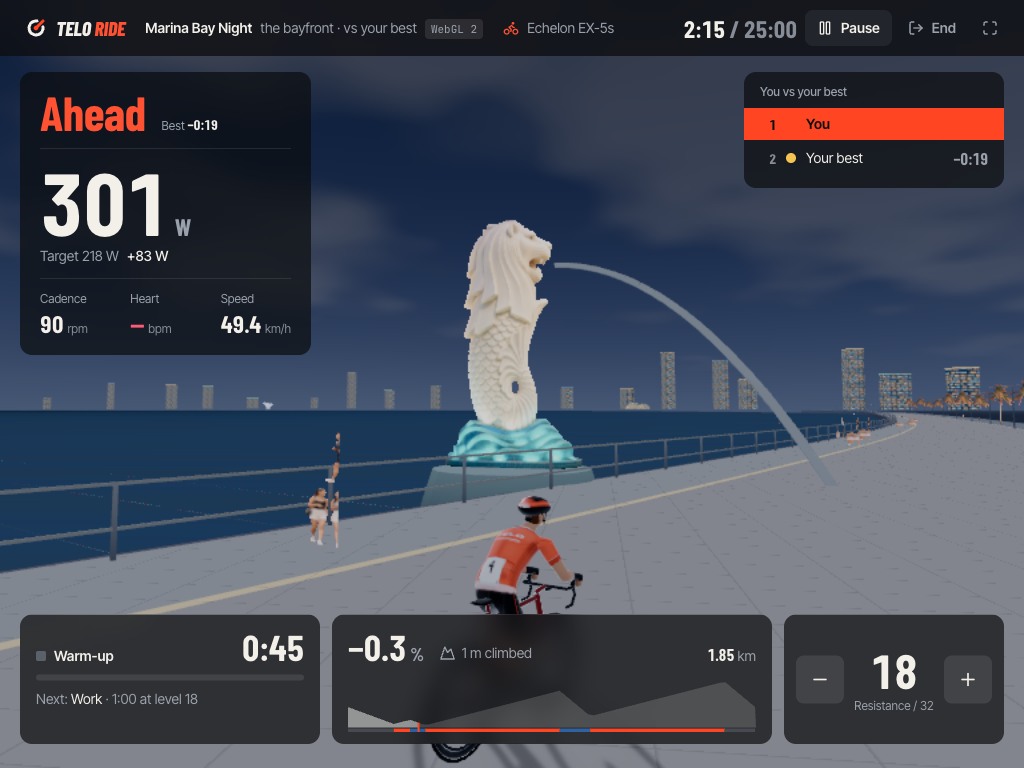 TELO RIDE
Marina Bay Night the bayfront · vs your best WebGL 2
Echelon EX-5s
2:15 / 25:00
Pause
End
Ahead Best −0:19
301 W
Target 218 W +83 W
Cadence Heart Speed
90 rpm – bpm 49.4 km/h
You vs your best
1 You
2 Your best −0:19
Warm-up 0:45
Next: Work · 1:00 at level 18
−0.3 % 1 m climbed 1.85 km
− 18 +
Resistance / 32